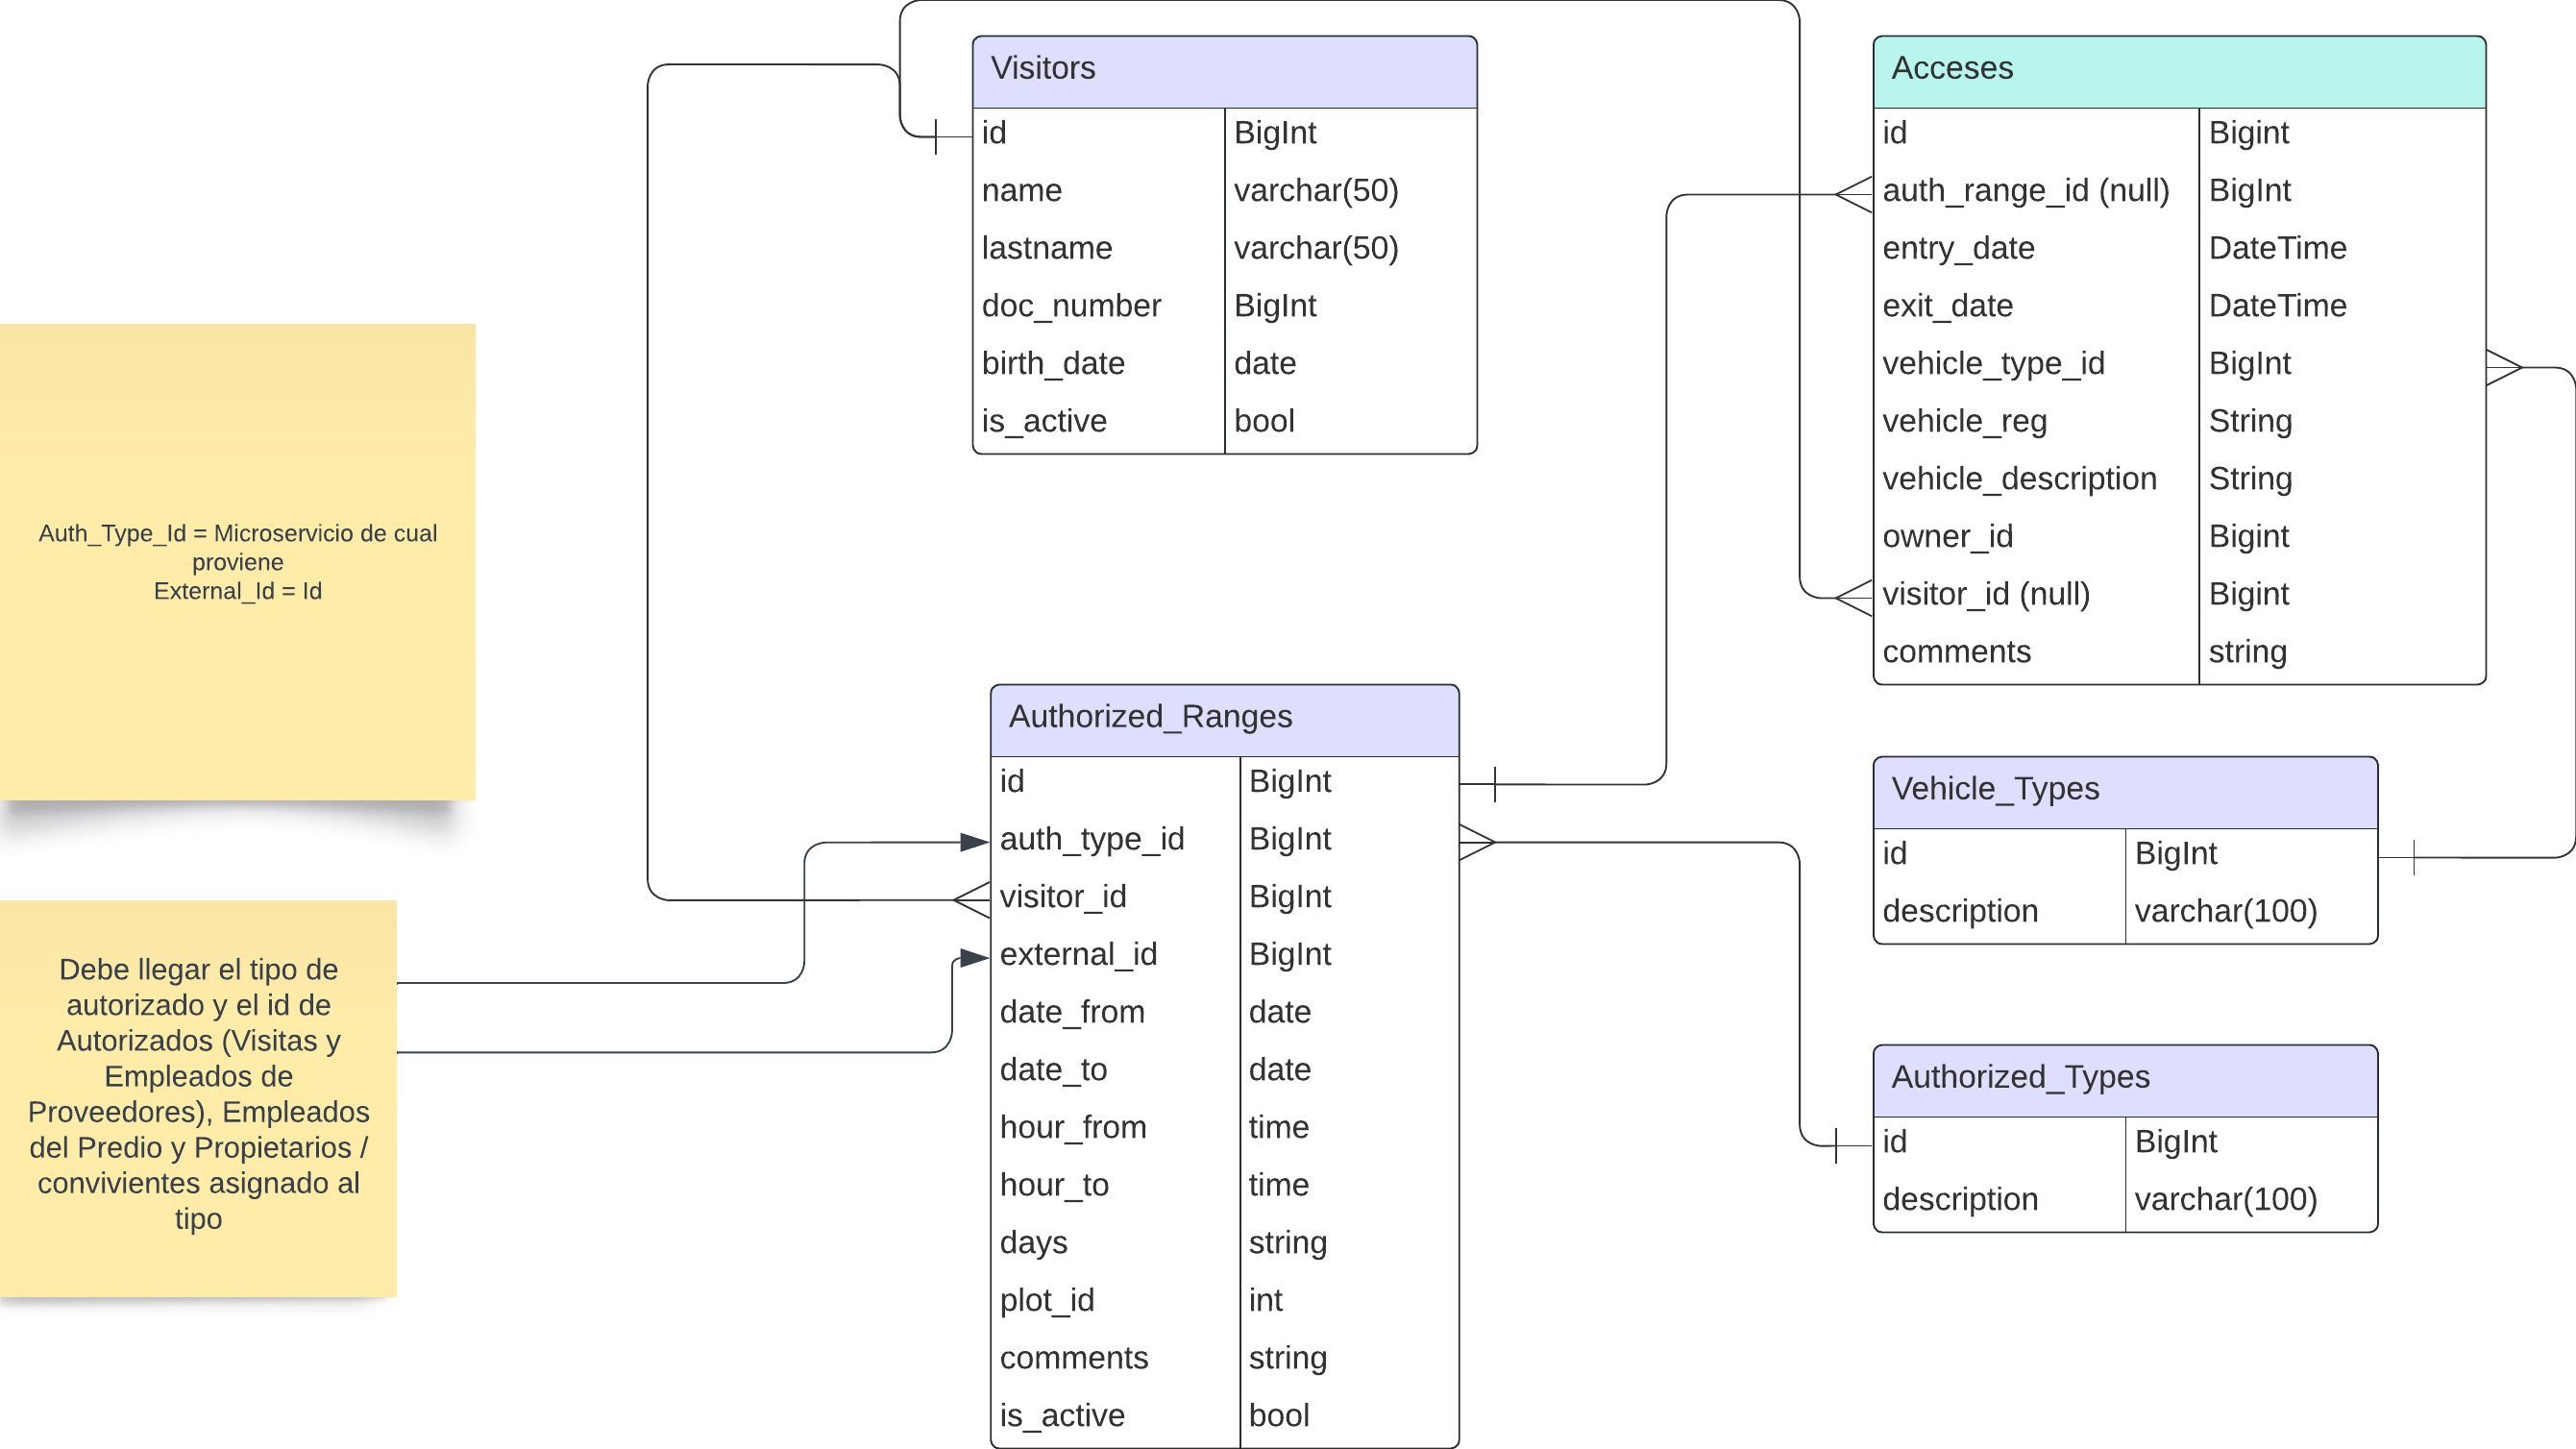 Visitors
id BigInt
name varchar(50)
lastname varchar(50)
doc_number BigInt
birth_date date
is_active bool
Acceses
id Bigint
auth_range_id (null) BigInt
entry_date DateTime
exit_date DateTime
vehicle_type_id BigInt
vehicle_reg String
vehicle_description String
owner_id Bigint
visitor_id (null) Bigint
comments string
Auth_Type_Id = Microservicio de cual
proviene
External_Id = Id
Authorized_Ranges
id BigInt
auth_type_id BigInt
visitor_id BigInt
external_id BigInt
date_from date
date_to date
hour_from time
hour_to time
days string
plot_id int
comments string
is_active bool
Vehicle_Types
id BigInt
description varchar(100)
Debe llegar el tipo de
autorizado y el id de
Autorizados (Visitas y
Empleados de
Proveedores), Empleados
del Predio y Propietarios /
convivientes asignado al
tipo
Authorized_Types
id BigInt
description varchar(100)